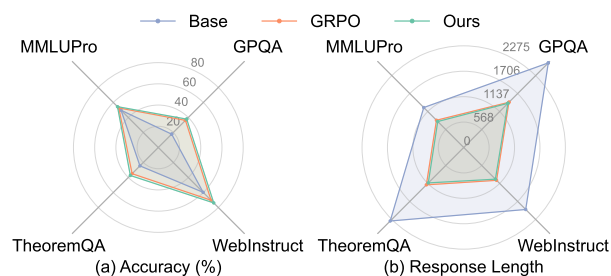 Base GRPO Ours
MMLUPro GPQA
80
60
40
20
TheoremQA WebInstruct
(a) Accuracy (%)
MMLUPro GPQA
2275
1706
1137
568
0
TheoremQA WebInstruct
(b) Response Length